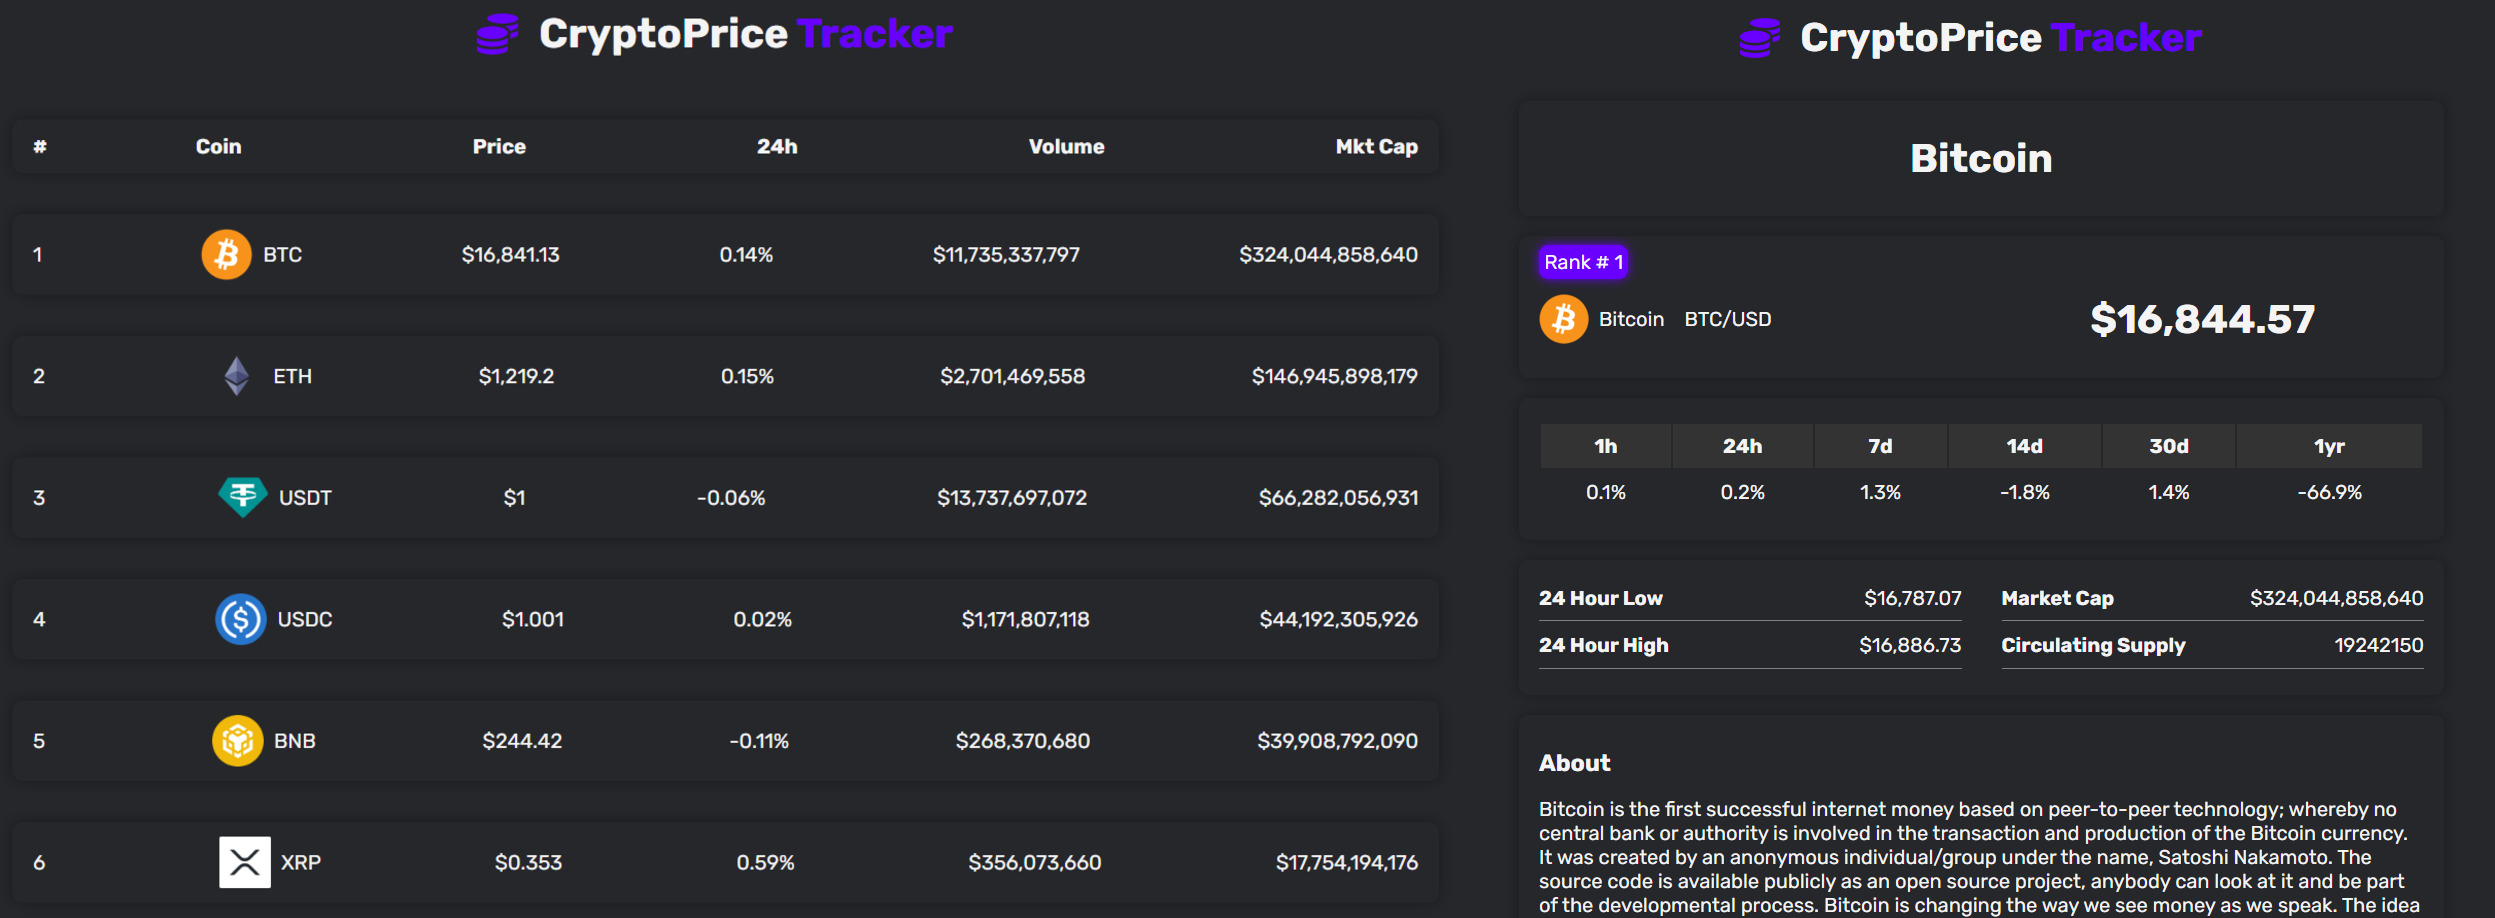 CryptoPrice Tracker
# Coin Price 24h Volume Mkt Cap
1 BTC $16,841.13 0.14% $11,735,337,797 $324,044,858,640
2 ETH $1,219.2 0.15% $2,701,469,558 $146,945,898,179
3 USDT $1 -0.06% $13,737,697,072 $66,282,056,931
4 USDC $1.001 0.02% $1,171,807,118 $44,192,305,926
5 BNB $244.42 -0.11% $268,370,680 $39,908,792,090
6 XRP $0.353 0.59% $356,073,660 $17,754,194,176
CryptoPrice Tracker
Bitcoin
Rank # 1
Bitcoin BTC/USD $16,844.57
1h 24h 7d 14d 30d 1yr
0.1% 0.2% 1.3% -1.8% 1.4% -66.9%
24 Hour Low $16,787.07 Market Cap $324,044,858,640
24 Hour High $16,886.73 Circulating Supply 19242150
About
Bitcoin is the first successful internet money based on peer-to-peer technology; whereby no
central bank or authority is involved in the transaction and production of the Bitcoin currency.
It was created by an anonymous individual/group under the name, Satoshi Nakamoto. The
source code is available publicly as an open source project, anybody can look at it and be part
of the developmental process. Bitcoin is changing the way we see money as we speak. The idea